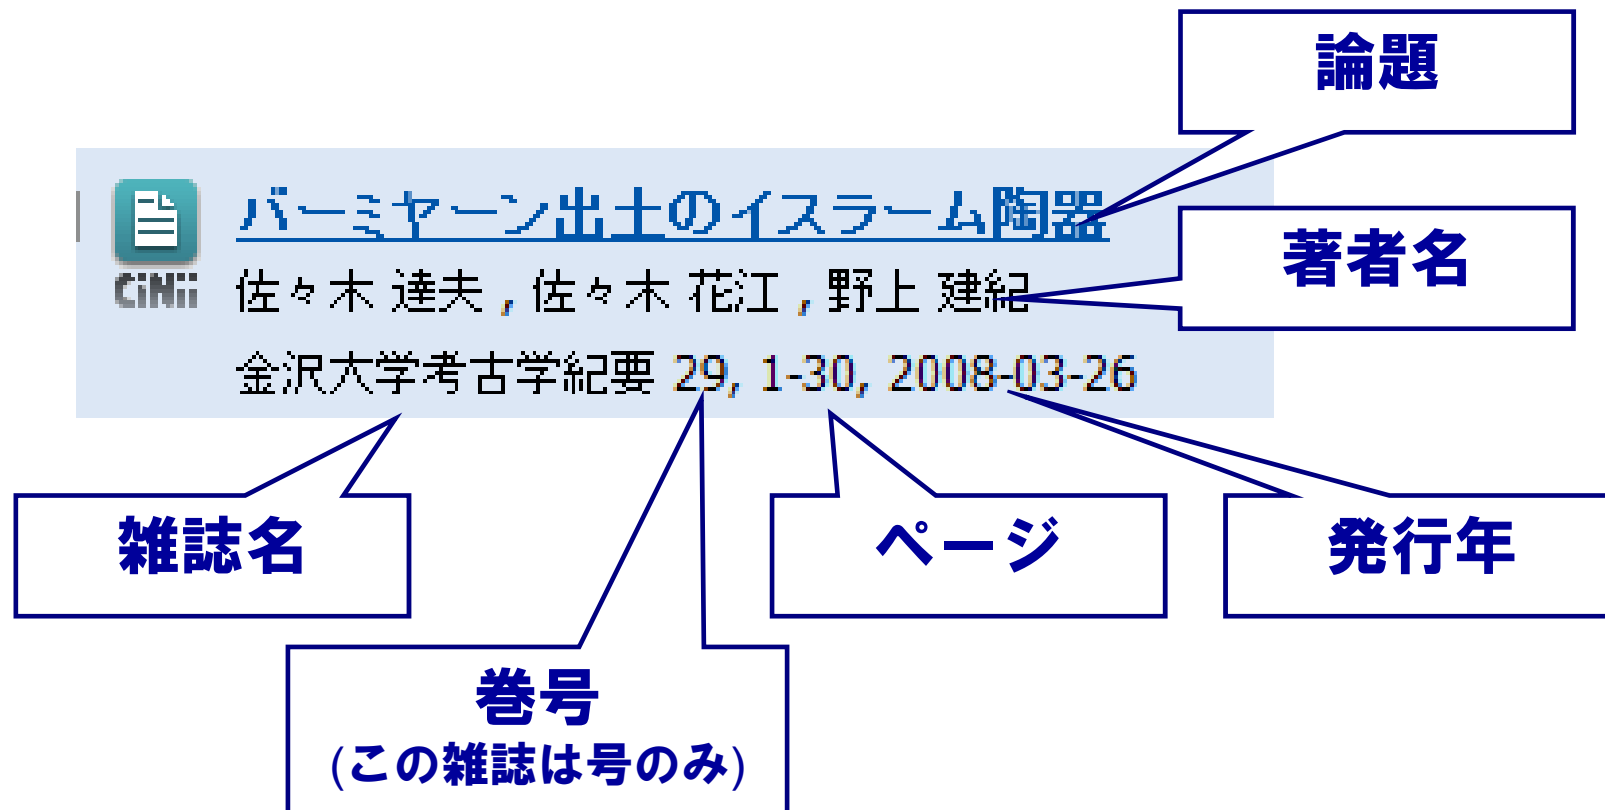 論題
バーミヤーン出土のイスラーム陶器
著者名
CiNii
佐々木 達夫 , 佐々木 花江 , 野上 建紀
金沢大学考古学紀要 29, 1-30, 2008-03-26
雑誌名
ページ
発行年
巻号
(この雑誌は号のみ)